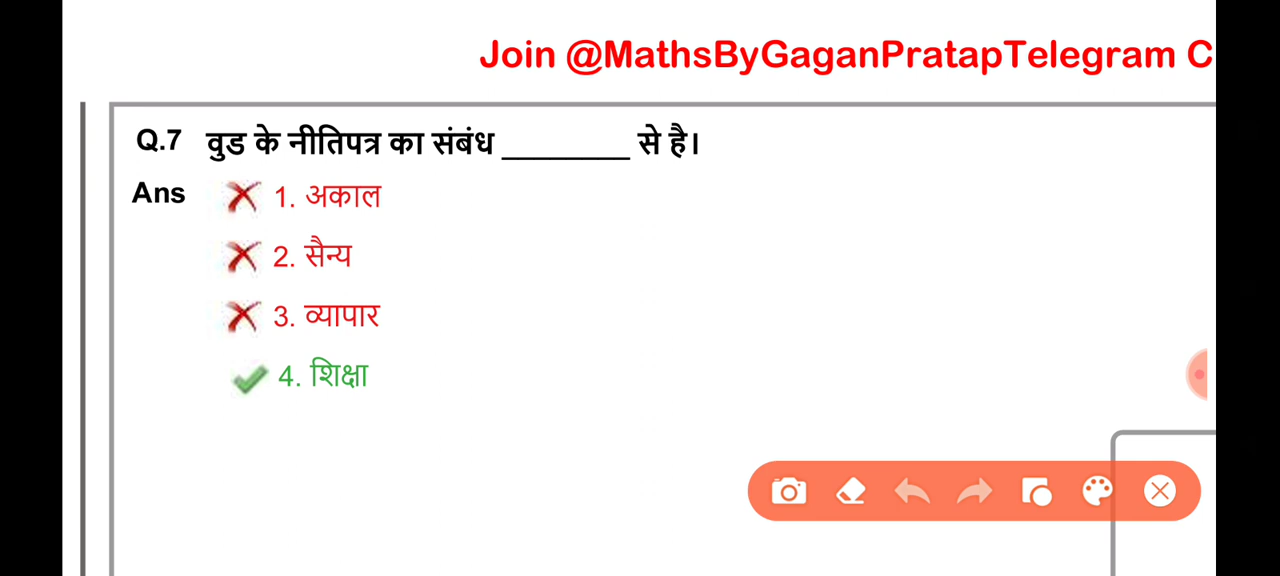 Join @MathsByGaganPratapTelegram C
Q.7 वुड के नीतिपत्र का संबंध ________ से है।
Ans 1. अकाल
2. सैन्य
3. व्यापार
4. शिक्षा